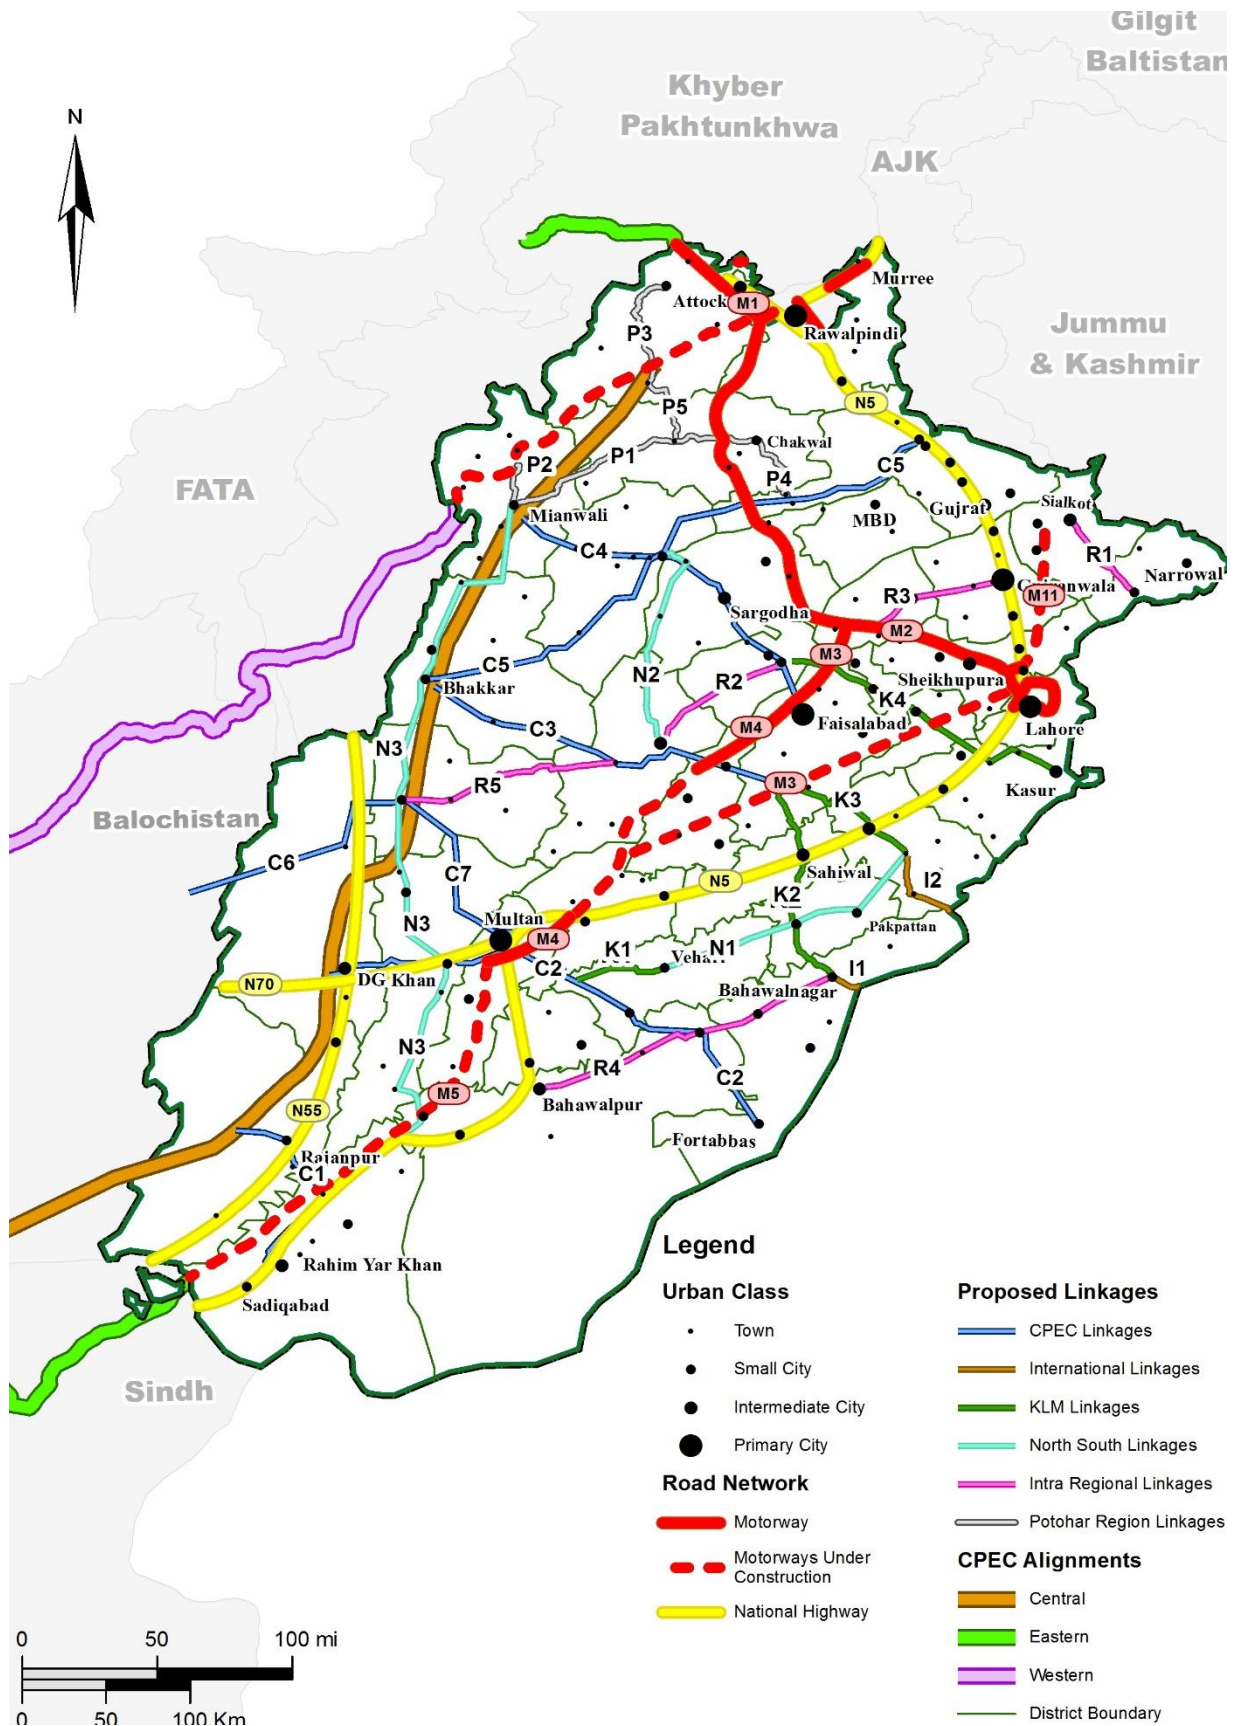 Gilgit
Baltistan
Khyber
Pakhtunkhwa
N
AJK
Murree
Attock
M1
Jummu
& Kashmir
P3
Rawalpindi
N5
P5
Chakwal
P2
P1
C5
FATA
P4
Mianwali
MBD
Gujrat
Sialkot
C4
R1
Narrowal
M11
Sargodha
R3
M2
M3
C5
N2
R2
Sheikhupura
Bhakkar
K4
Faisalabad
Lahore
C3
M4
N3
R5
M3
Kasur
K3
Balochistan
C6
C7
Sahiwal
N5
I2
K2
Multan
N3
M4
K1
N1
Pakpattan
C2
I1
DG Khan
N70
Bahawalnagar
N3
R4
C2
M5
Bahawalpur
N55
Fortabbas
Rajanpur
C1
Rahim Yar Khan
Sadiqabad
Sindh
Legend
Urban Class
Town
Small City
Intermediate City
Primary City
Road Network
Motorway
Motorways Under
Construction
National Highway
Proposed Linkages
CPEC Linkages
International Linkages
KLM Linkages
North South Linkages
Intra Regional Linkages
Potohar Region Linkages
CPEC Alignments
Central
Eastern
Western
District Boundary
0 50 100 mi
0 50 100 Km